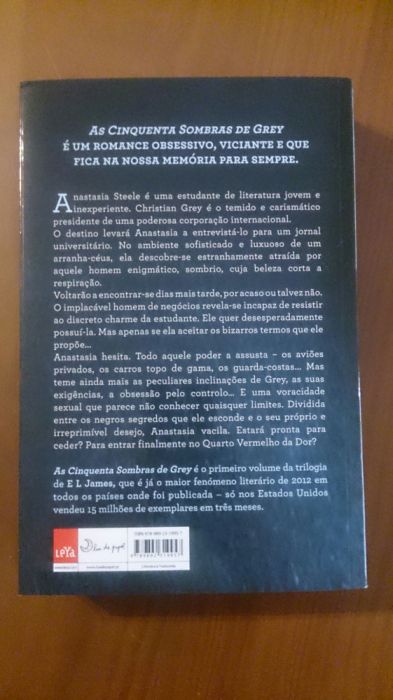 AS CINQUENTA SOMBRAS DE GREY
É UM ROMANCE OBSESSIVO, VICIANTE E QUE
FICA NA NOSSA MEMÓRIA PARA SEMPRE.
Anastasia Steele é uma estudante de literatura jovem e
inexperiente. Christian Grey é o temido e carismático
presidente de uma poderosa corporação internacional.
O destino levará Anastasia a entrevistá-lo para um jornal
universitário. No ambiente sofisticado e luxuoso de um
arranha-céus, ela descobre-se estranhamente atraída por
aquele homem enigmático, sombrio, cuja beleza corta a
respiração.
Voltarão a encontrar-se dias mais tarde, por acaso ou talvez não.
O implacável homem de negócios revela-se incapaz de resistir
ao discreto charme da estudante. Ele quer desesperadamente
possuí-la. Mas apenas se ela aceitar os bizarros termos que ele
propõe...
Anastasia hesita. Todo aquele poder a assusta – os aviões
privados, os carros topo de gama, os guarda-costas... Mas
teme ainda mais as peculiares inclinações de Grey, as suas
exigências, a obsessão pelo controlo... E uma voracidade
sexual que parece não conhecer quaisquer limites. Dividida
entre os negros segredos que ele esconde e o seu próprio e
irreprimível desejo, Anastasia vacila. Estará pronta para
ceder? Para entrar finalmente no Quarto Vermelho da Dor?
As Cinquenta Sombras de Grey é o primeiro volume da trilogia
de E L James, que é já o maior fenómeno literário de 2012 em
todos os países onde foi publicada – só nos Estados Unidos
vendeu 15 milhões de exemplares em três meses.
LEYA